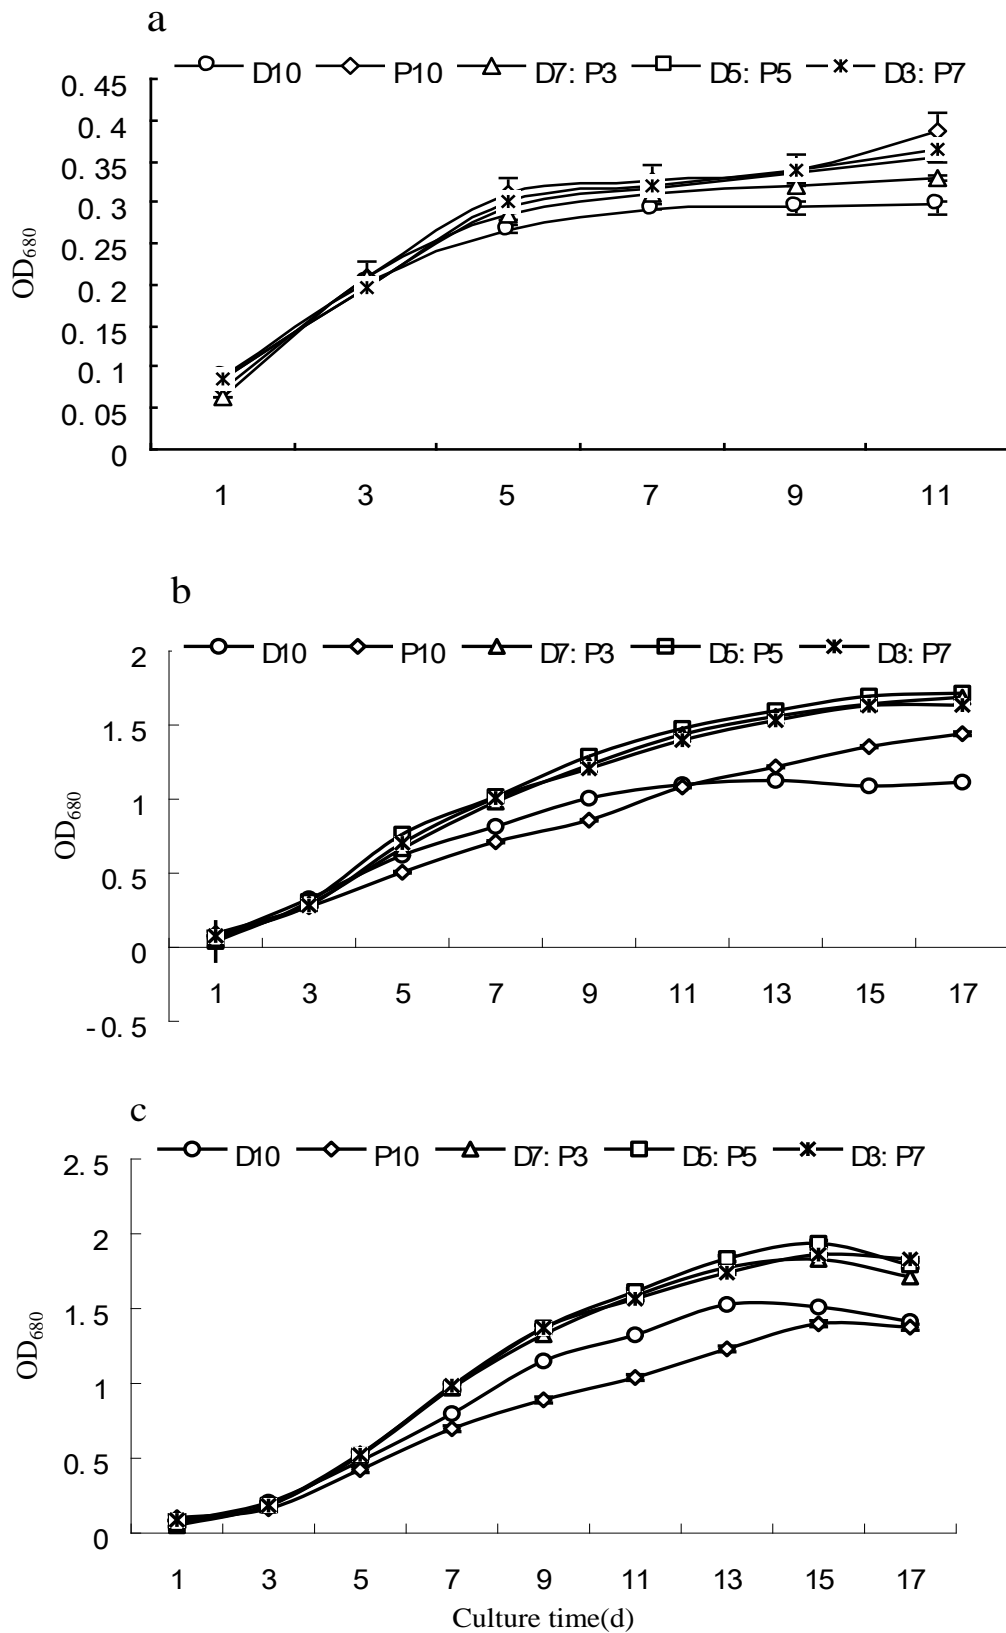 a
D10 P10 D7: P3 D5: P5 D3: P7
0. 45
0. 4
0. 35
0. 3
0. 25
0. 2
0. 15
0. 1
0. 05
0
OD680
1 3 5 7 9 11
b
D10 P10 D7: P3 D5: P5 D3: P7
2
1. 5
1
0. 5
0
-0. 5
OD680
1 3 5 7 9 11 13 15 17
c
D10 P10 D7: P3 D5: P5 D3: P7
2. 5
2
1. 5
1
0. 5
0
OD680
1 3 5 7 9 11 13 15 17
Culture time(d)